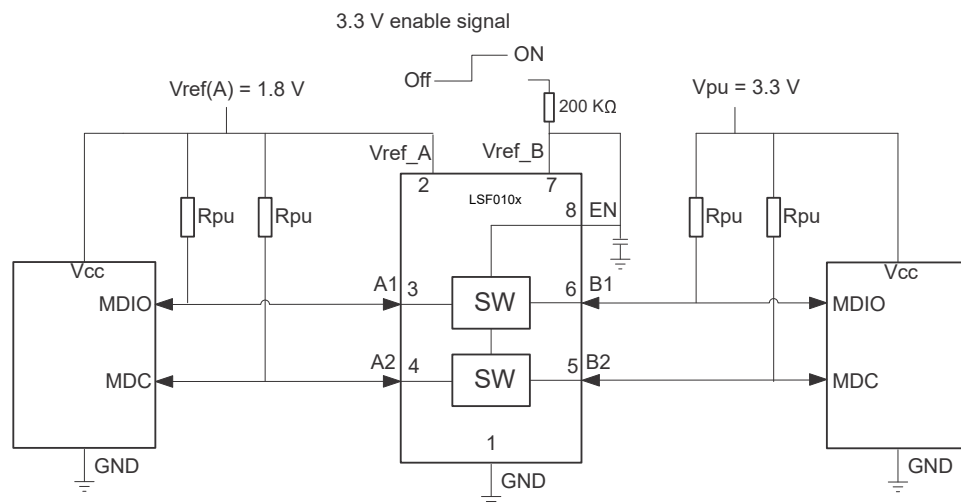 3.3 V enable signal
ON
Off
Vref(A) = 1.8 V
Vpu = 3.3 V
200 KΩ
Vref_A
Vref_B
2
7
LSF010x
8
EN
Rpu
Rpu
Rpu
Rpu
Vcc
Vcc
MDIO
A1
3
SW
6
B1
MDIO
MDC
A2
4
SW
5
B2
MDC
1
GND
GND